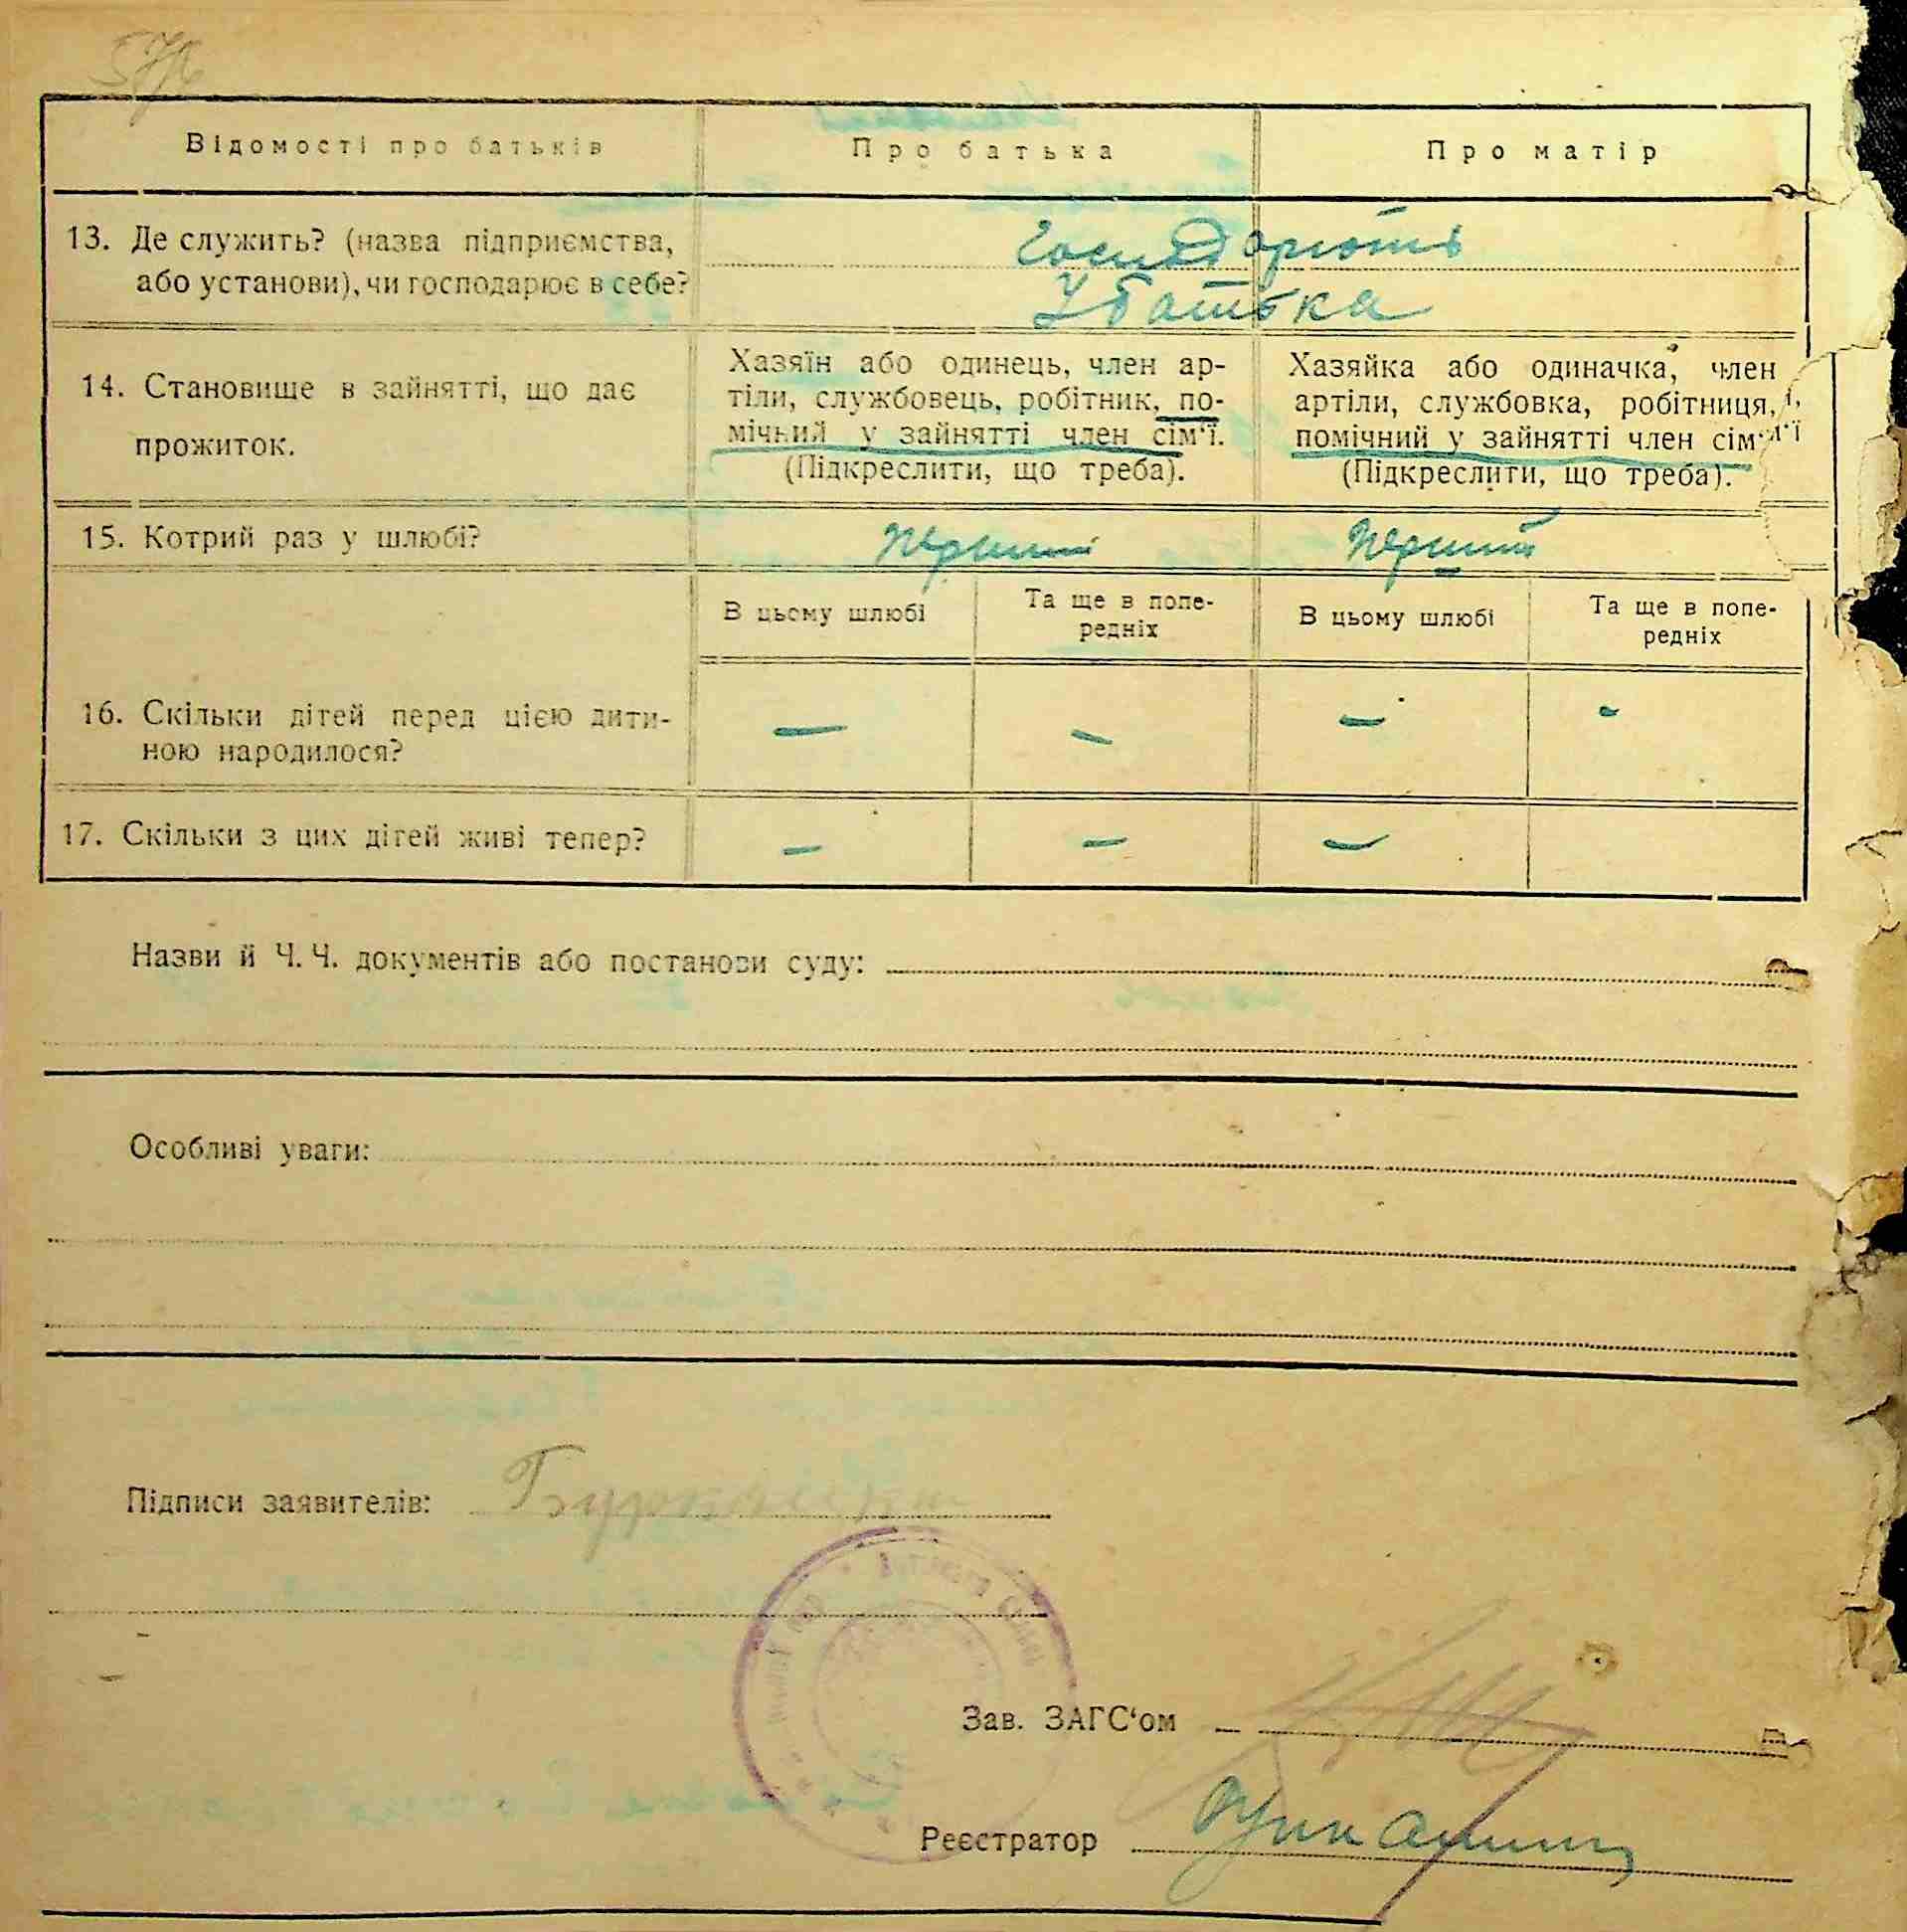 Відомості про батьків
Про батька
Про матір
13. Де служить? (назва підприємства,
або установи), чи господарює в себе?
Господарють
У батька
14. Становище в зайнятті, що дає
прожиток.
Хазяїн або одинець, член ар-
тіли, службовець, робітник, по-
мічний у зайнятті член сім'ї.
(Підкреслити, що треба).
Хазяйка або одиначка, член
артіли, службовка, робітниця,
помічний у зайнятті член сім'ї
(Підкреслити, що треба).
15. Котрий раз у шлюбі?
перший
перший
В цьому шлюбі
Та ще в попе-
редніх
В цьому шлюбі
Та ще в попе-
редніх
16. Скільки дітей перед цією дити-
ною народилося?
— — — -
17. Скільки з цих дітей живі тепер?
— — —
Назви й Ч. Ч. документів або постанови суду:
Особливі уваги:
Підписи заявителів:
Зав. ЗАГС'ом
Реєстратор